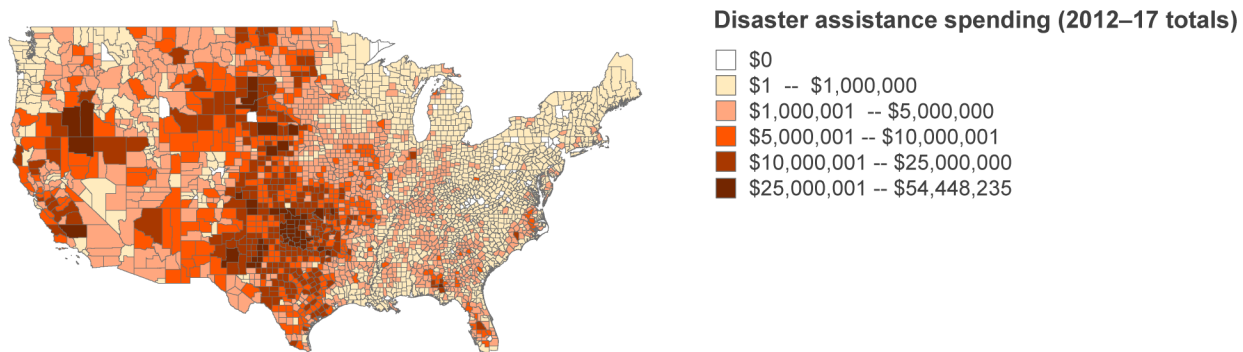 Disaster assistance spending (2012–17 totals)
$0
$1 -- $1,000,000
$1,000,001 -- $5,000,000
$5,000,001 -- $10,000,001
$10,000,001 -- $25,000,000
$25,000,001 -- $54,448,235